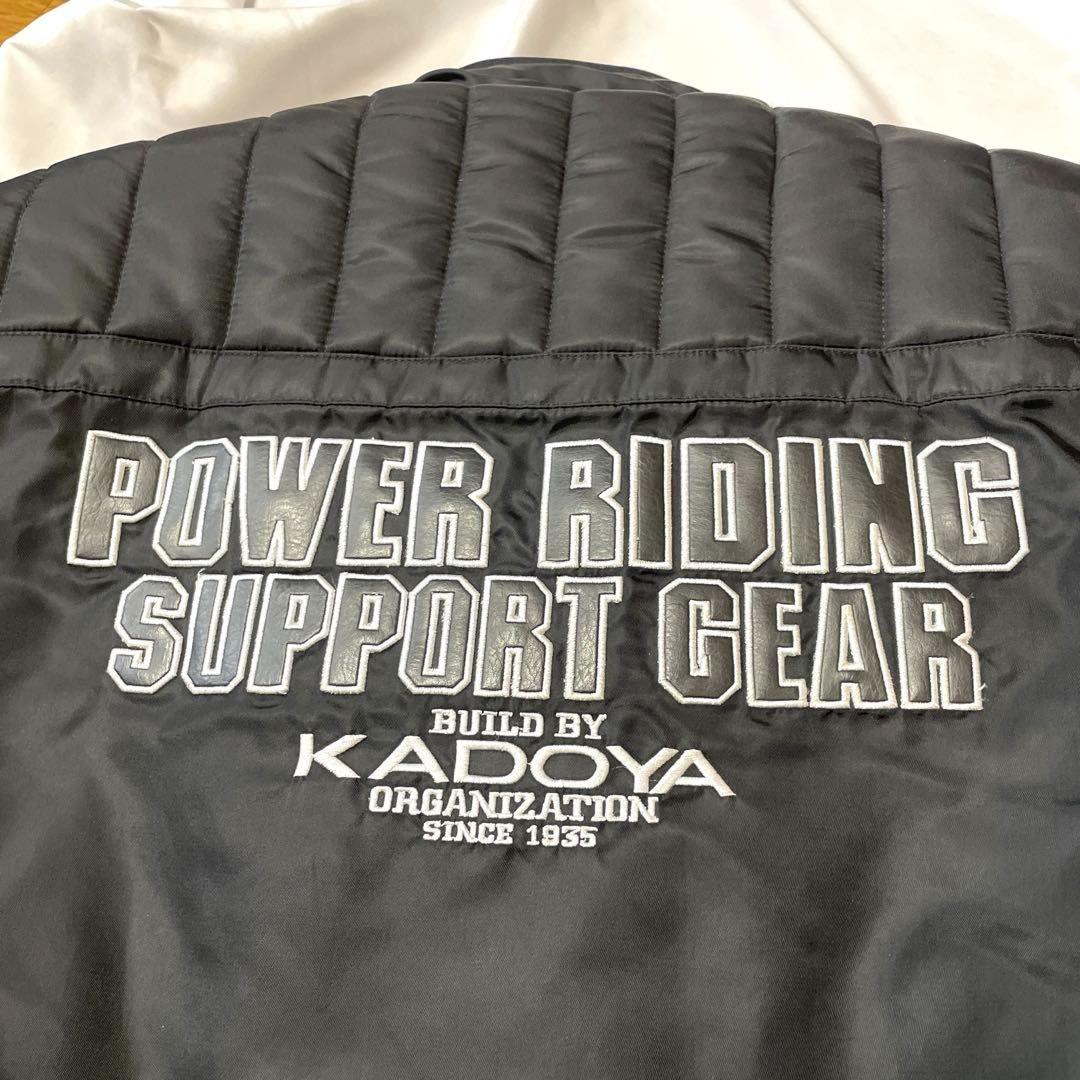 POWER RIDING
SUPPORT GEAR
BUILD BY
KADOYA
ORGANIZATION
SINCE 1935